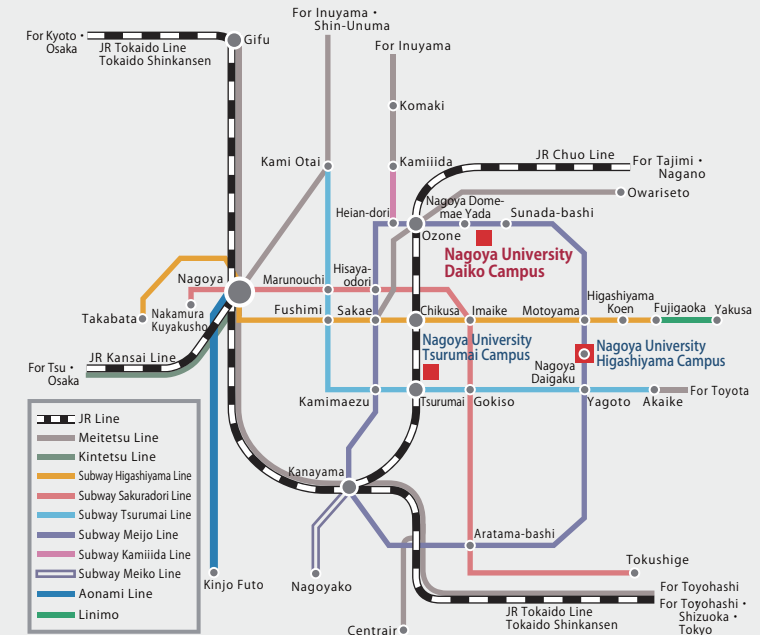 For Inuyama・
Shin-Unuma
For Kyoto・
Osaka
JR Tokaido Line
Tokaido Shinkansen
Gifu
For Inuyama
Komaki
Kami Otai
Kamiiida
JR Chuo Line
For Tajimi・
Nagano
Owariseto
Heian-dori
Nagoya Dome-
mae Yada
Sunada-bashi
Ozone
Nagoya University
Daiko Campus
Nagoya
Marunouchi
Hisaya-
odori
Nakamura
Kuyakusho
Takabata
Fushimi
Sakae
Chikusa
Imaike
Motoyama
Higashiyama
Koen
Fujigaoka
Yakusa
Nagoya University
Tsurumai Campus
Nagoya University
Higashiyama Campus
Nagoya
Daigaku
JR Kansai Line
For Tsu・
Osaka
Kamimaezu
Tsurumai
Gokiso
Yagoto
Akaike
For Toyota
JR Line
Meitetsu Line
Kintetsu Line
Subway Higashiyama Line
Subway Sakuradori Line
Subway Tsurumai Line
Subway Meijo Line
Subway Kamiiida Line
Subway Meiko Line
Aonami Line
Linimo
Kanayama
Aratama-bashi
Kinjo Futo
Nagoyako
Tokushige
For Toyohashi
JR Tokaido Line
Tokaido Shinkansen
For Toyohashi・
Shizuoka・
Tokyo
Centrair